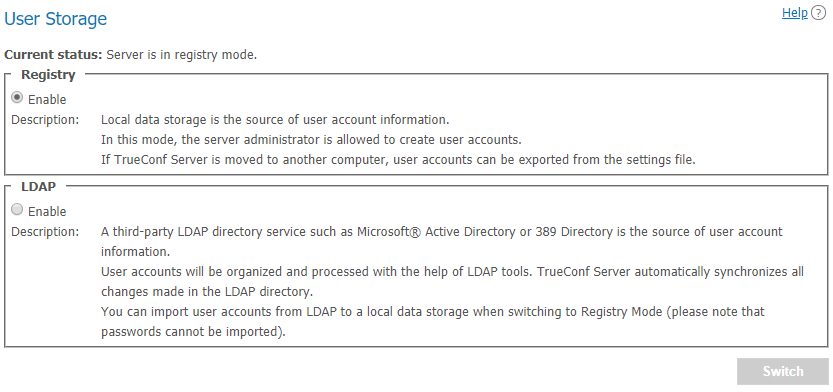 User Storage
Help ?
Current status: Server is in registry mode.
Registry
Enable
Description: Local data storage is the source of user account information.
In this mode, the server administrator is allowed to create user accounts.
If TrueConf Server is moved to another computer, user accounts can be exported from the settings file.
LDAP
Enable
Description: A third-party LDAP directory service such as Microsoft® Active Directory or 389 Directory is the source of user account
information.
User accounts will be organized and processed with the help of LDAP tools. TrueConf Server automatically synchronizes all
changes made in the LDAP directory.
You can import user accounts from LDAP to a local data storage when switching to Registry Mode (please note that
passwords cannot be imported).
Switch